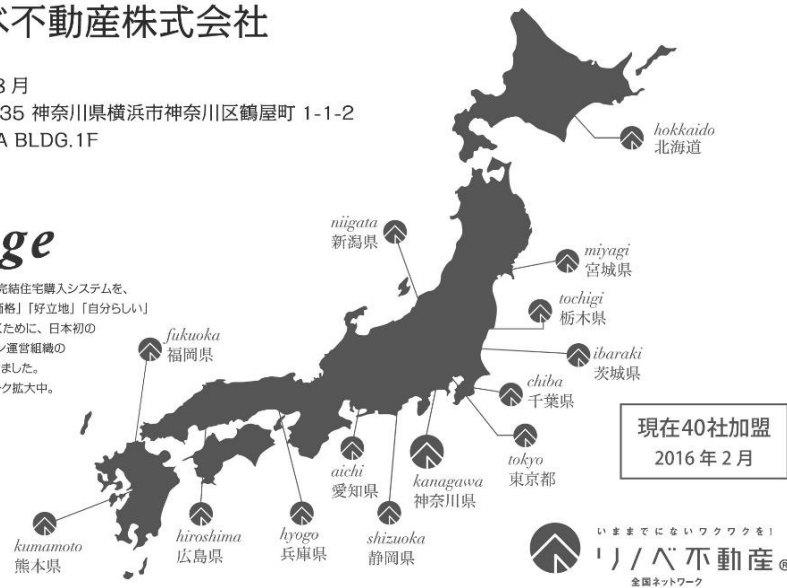 ベ不動産株式会社
8月
35 神奈川県横浜市神奈川区鶴屋町 1-1-2
A BLDG.1F
ge
完結住宅購入システムを、
価格」「好立地」「自分らしい」
ために、日本初の
ン運営組織の
ました。
ーク拡大中。
hokkaido
北海道
niigata
新潟県
miyagi
宮城県
tochigi
栃木県
fukuoka
福岡県
ibaraki
茨城県
chiba
千葉県
tokyo
東京都
kanagawa
神奈川県
aichi
愛知県
shizuoka
静岡県
hyogo
兵庫県
hiroshima
広島県
kumamoto
熊本県
現在40社加盟
2016年2月
いままでにないワクワクを!
リノベ不動産®
全国ネットワーク